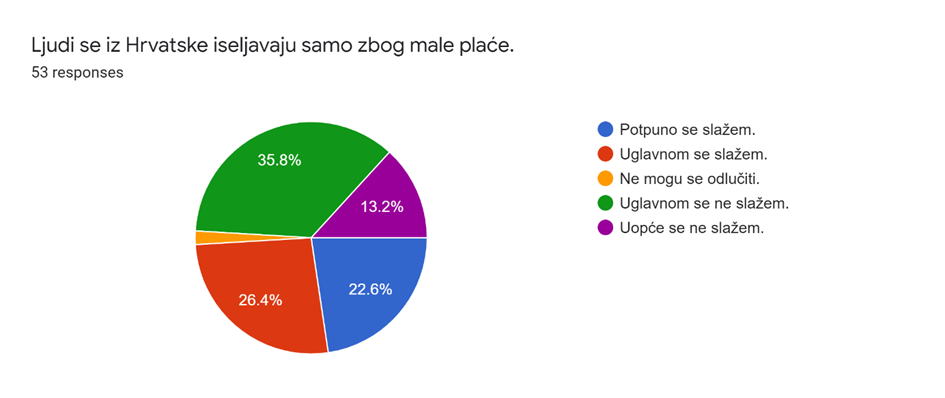 Ljudi se iz Hrvatske iseljavaju samo zbog male plaće.
53 responses
35.8%
13.2%
26.4%
22.6%
Potpuno se slažem.
Uglavnom se slažem.
Ne mogu se odlučiti.
Uglavnom se ne slažem.
Uopće se ne slažem.